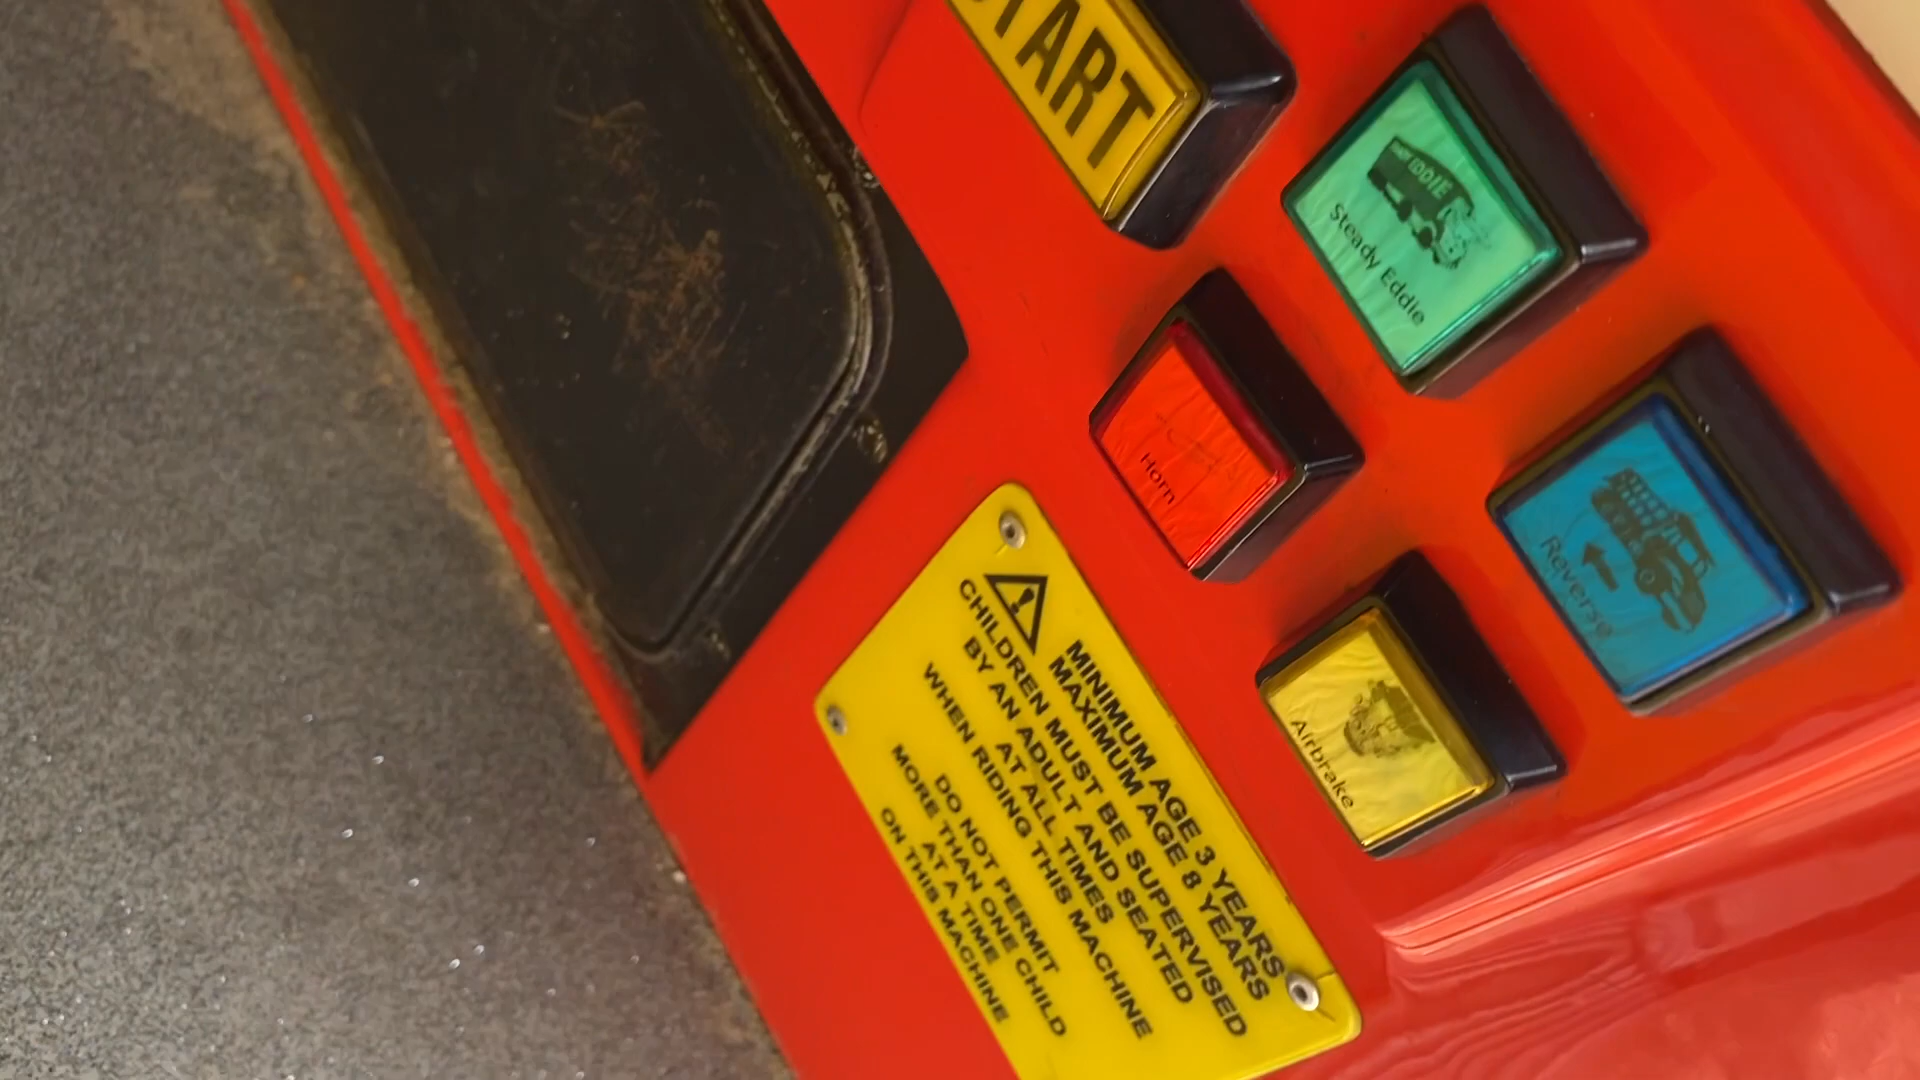 START
EDDIE
Steady Eddie
Horn
Reverse
Airbrake
MINIMUM AGE 3 YEARS
MAXIMUM AGE 8 YEARS
CHILDREN MUST BE SUPERVISED
BY AN ADULT AND SEATED
AT ALL TIMES
WHEN RIDING THIS MACHINE
DO NOT PERMIT
MORE THAN ONE CHILD
AT A TIME
ON THIS MACHINE